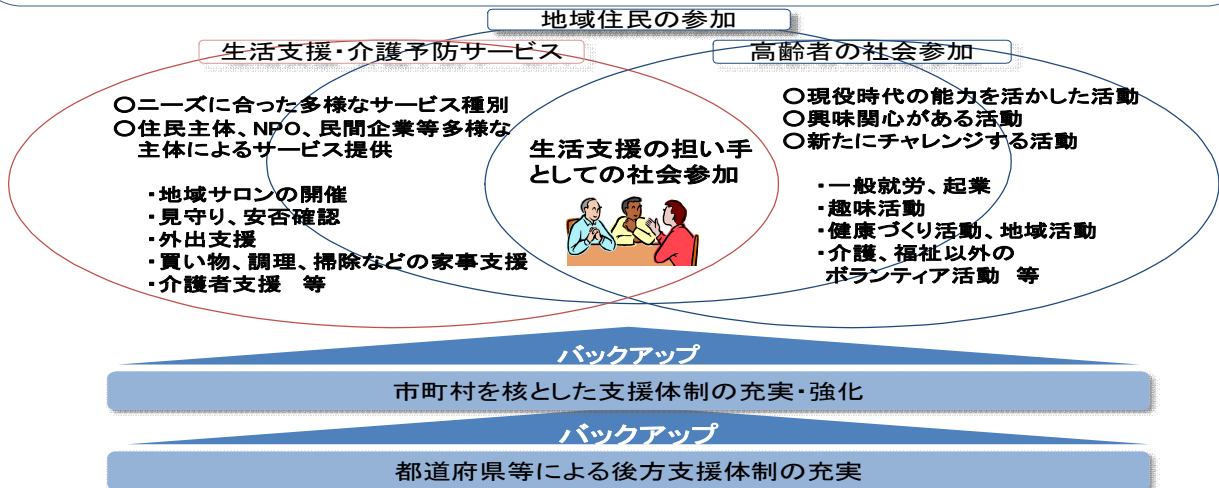 地域住民の参加
生活支援・介護予防サービス
高齢者の社会参加
○ニーズに合った多様なサービス種別
○住民主体、NPO、民間企業等多様な
主体によるサービス提供
・地域サロンの開催
・見守り、安否確認
・外出支援
・買い物、調理、掃除などの家事支援
・介護者支援　等
生活支援の担い手
としての社会参加
○現役時代の能力を活かした活動
○興味関心がある活動
○新たにチャレンジする活動
・一般就労、起業
・趣味活動
・健康づくり活動、地域活動
・介護、福祉以外の
ボランティア活動　等
バックアップ
市町村を核とした支援体制の充実・強化
バックアップ
都道府県等による後方支援体制の充実